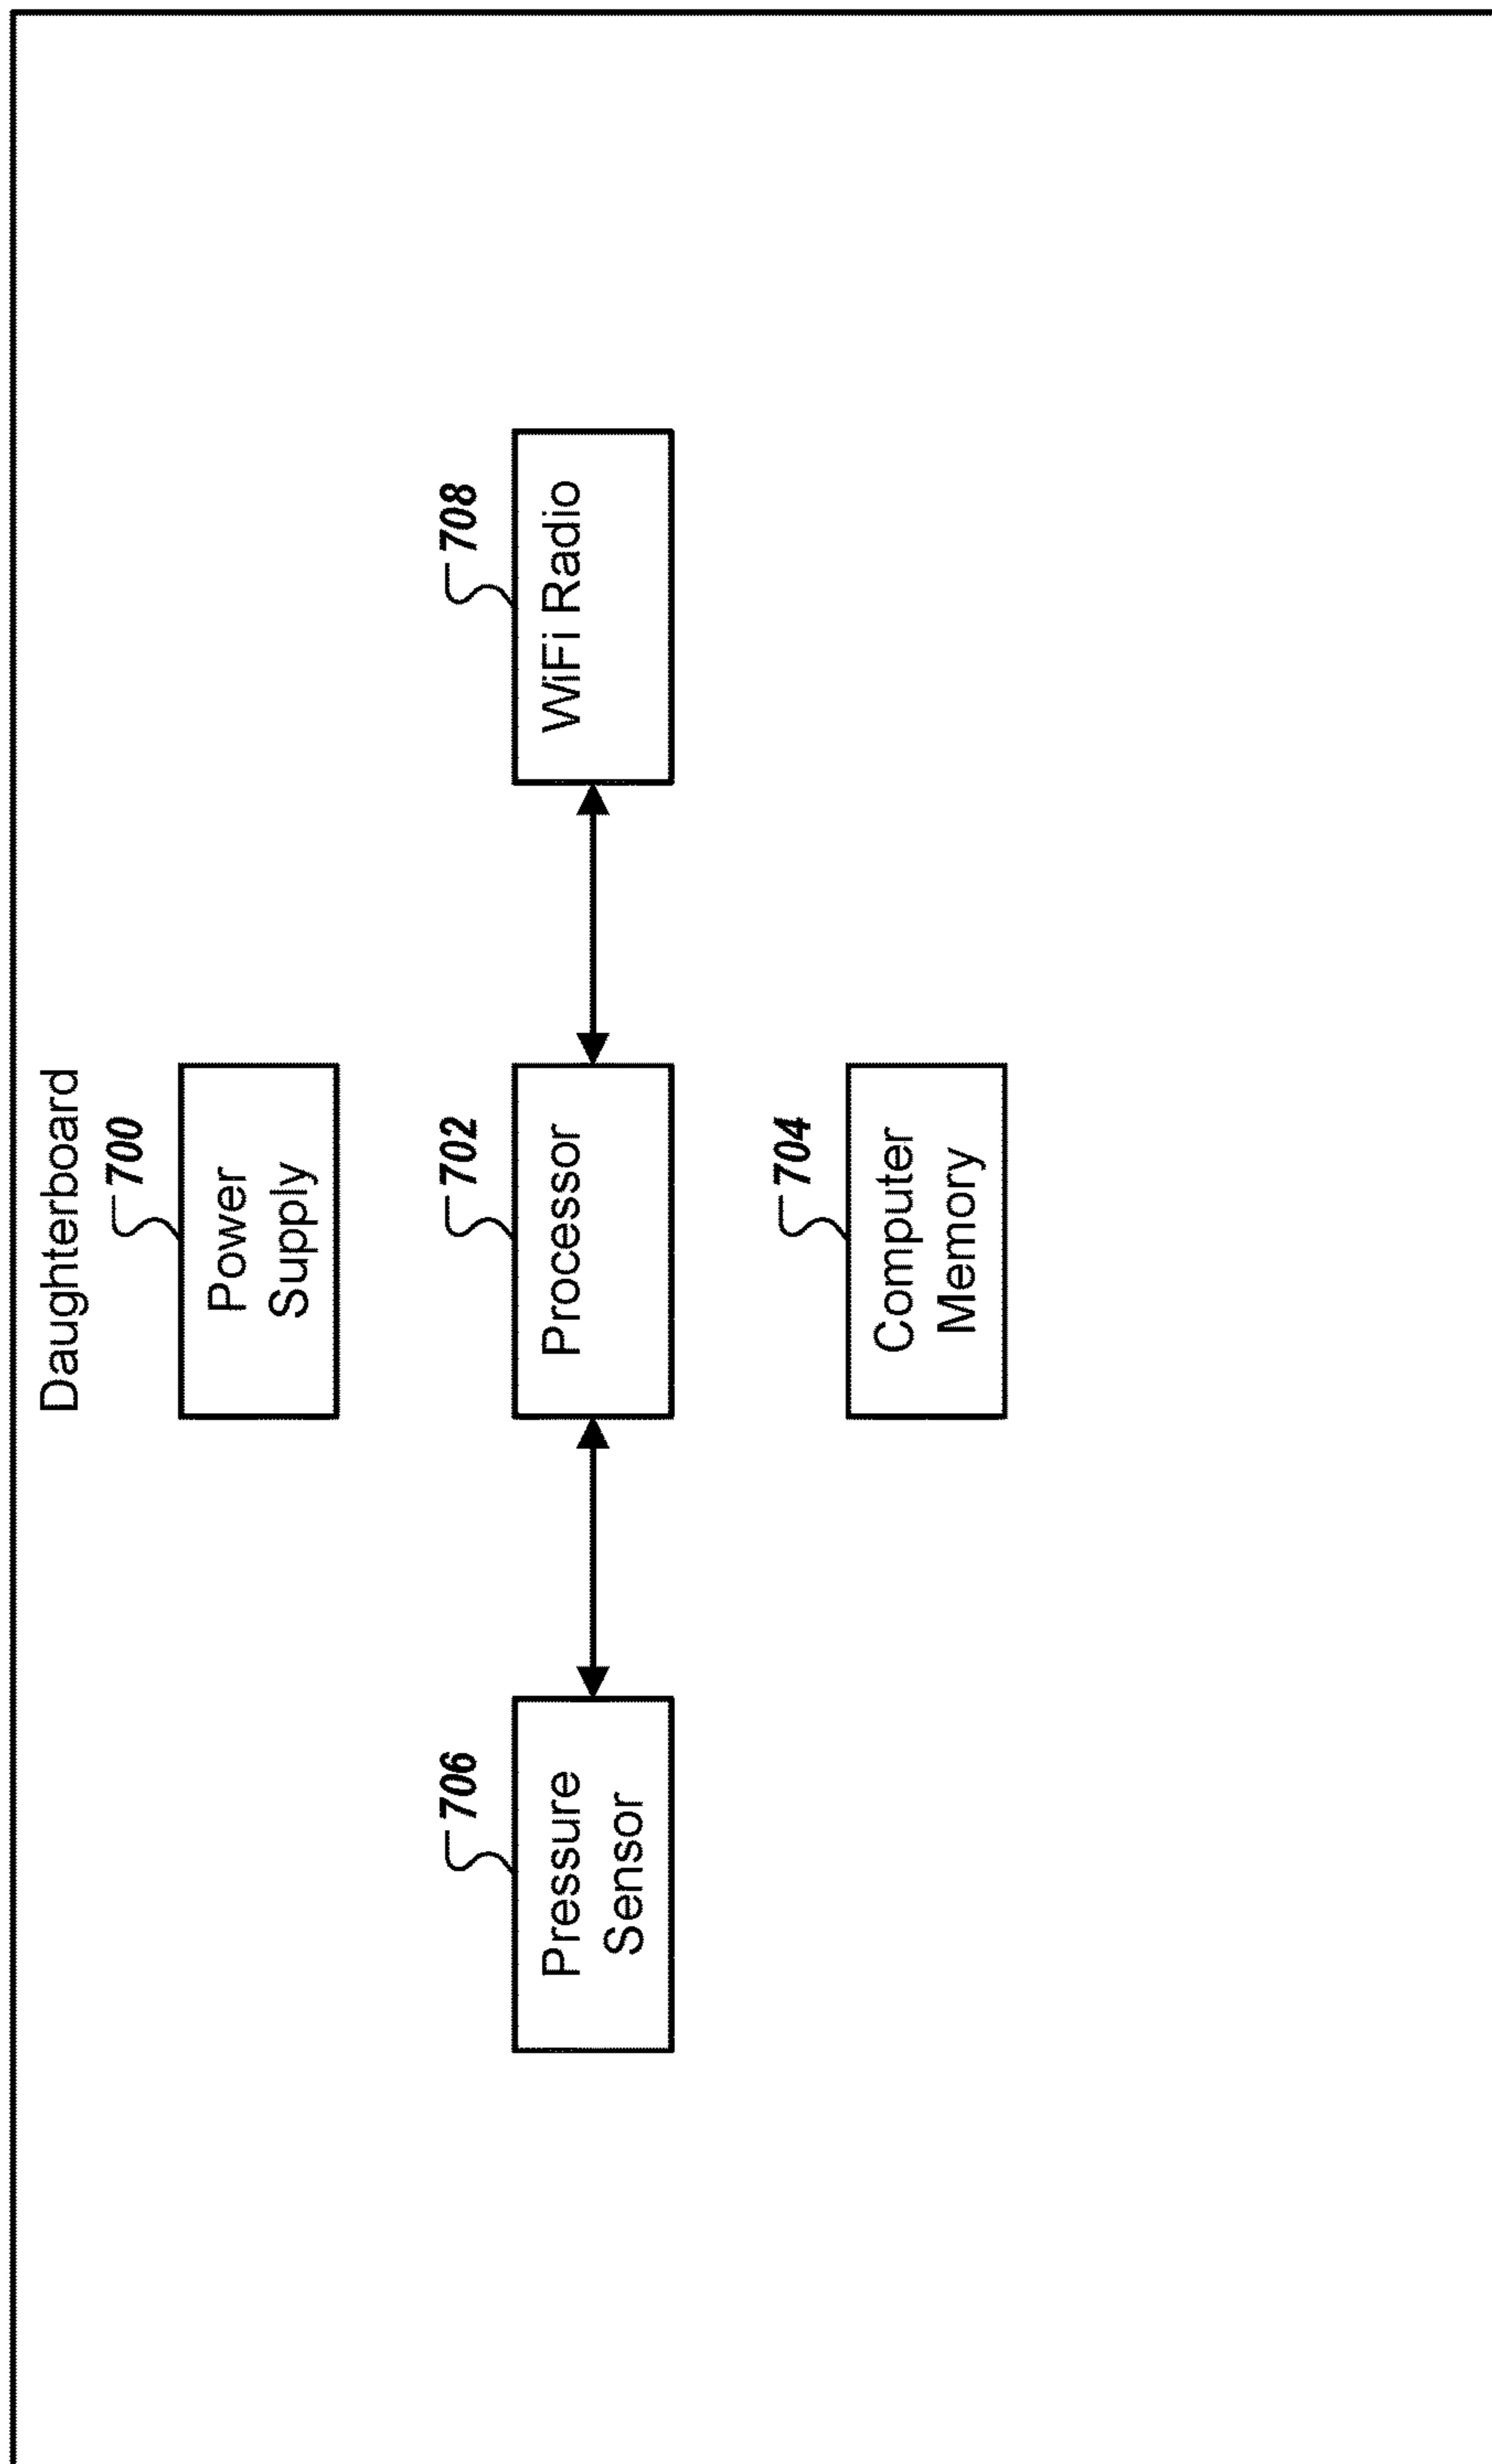 Daughterboard
700
Power
Supply
706
702
708
Pressure
Sensor
Processor
WiFi Radio
704
Computer
Memory